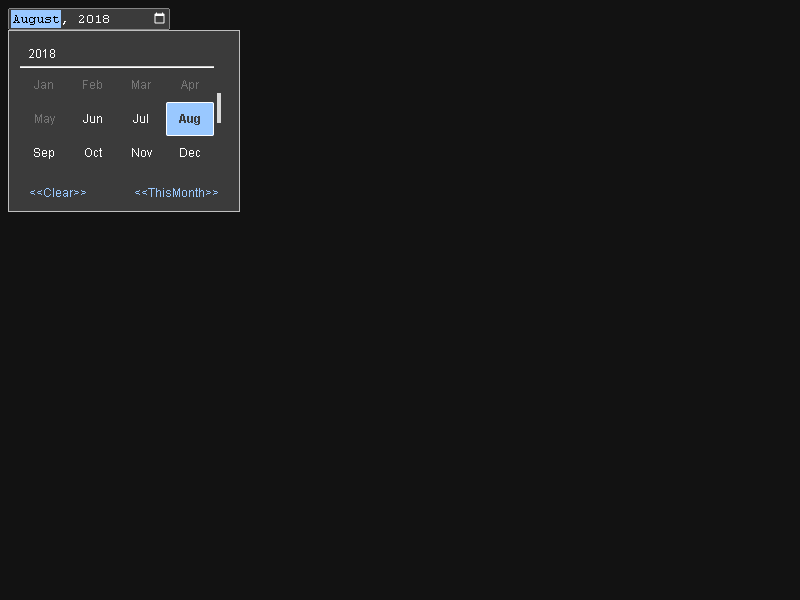 August, 2018
2018
Jan Feb Mar Apr
May Jun Jul Aug
Sep Oct Nov Dec
<<Clear>> <<ThisMonth>>